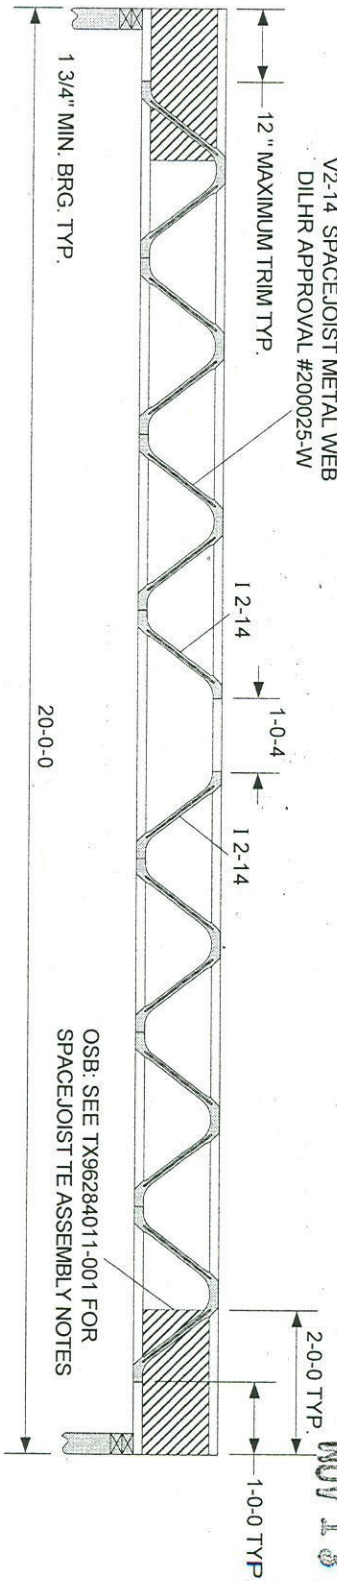 V2-14 SPACEJOIST METAL WEB
DILHR APPROVAL #200025-W
12 " MAXIMUM TRIM TYP.
1 3/4" MIN. BRG. TYP.
I 2-14
1-0-4
I 2-14
20-0-0
OSB: SEE TX96284011-001 FOR
SPACEJOIST TE ASSEMBLY NOTES
2-0-0 TYP.
1-0-0 TYP
NOV 1